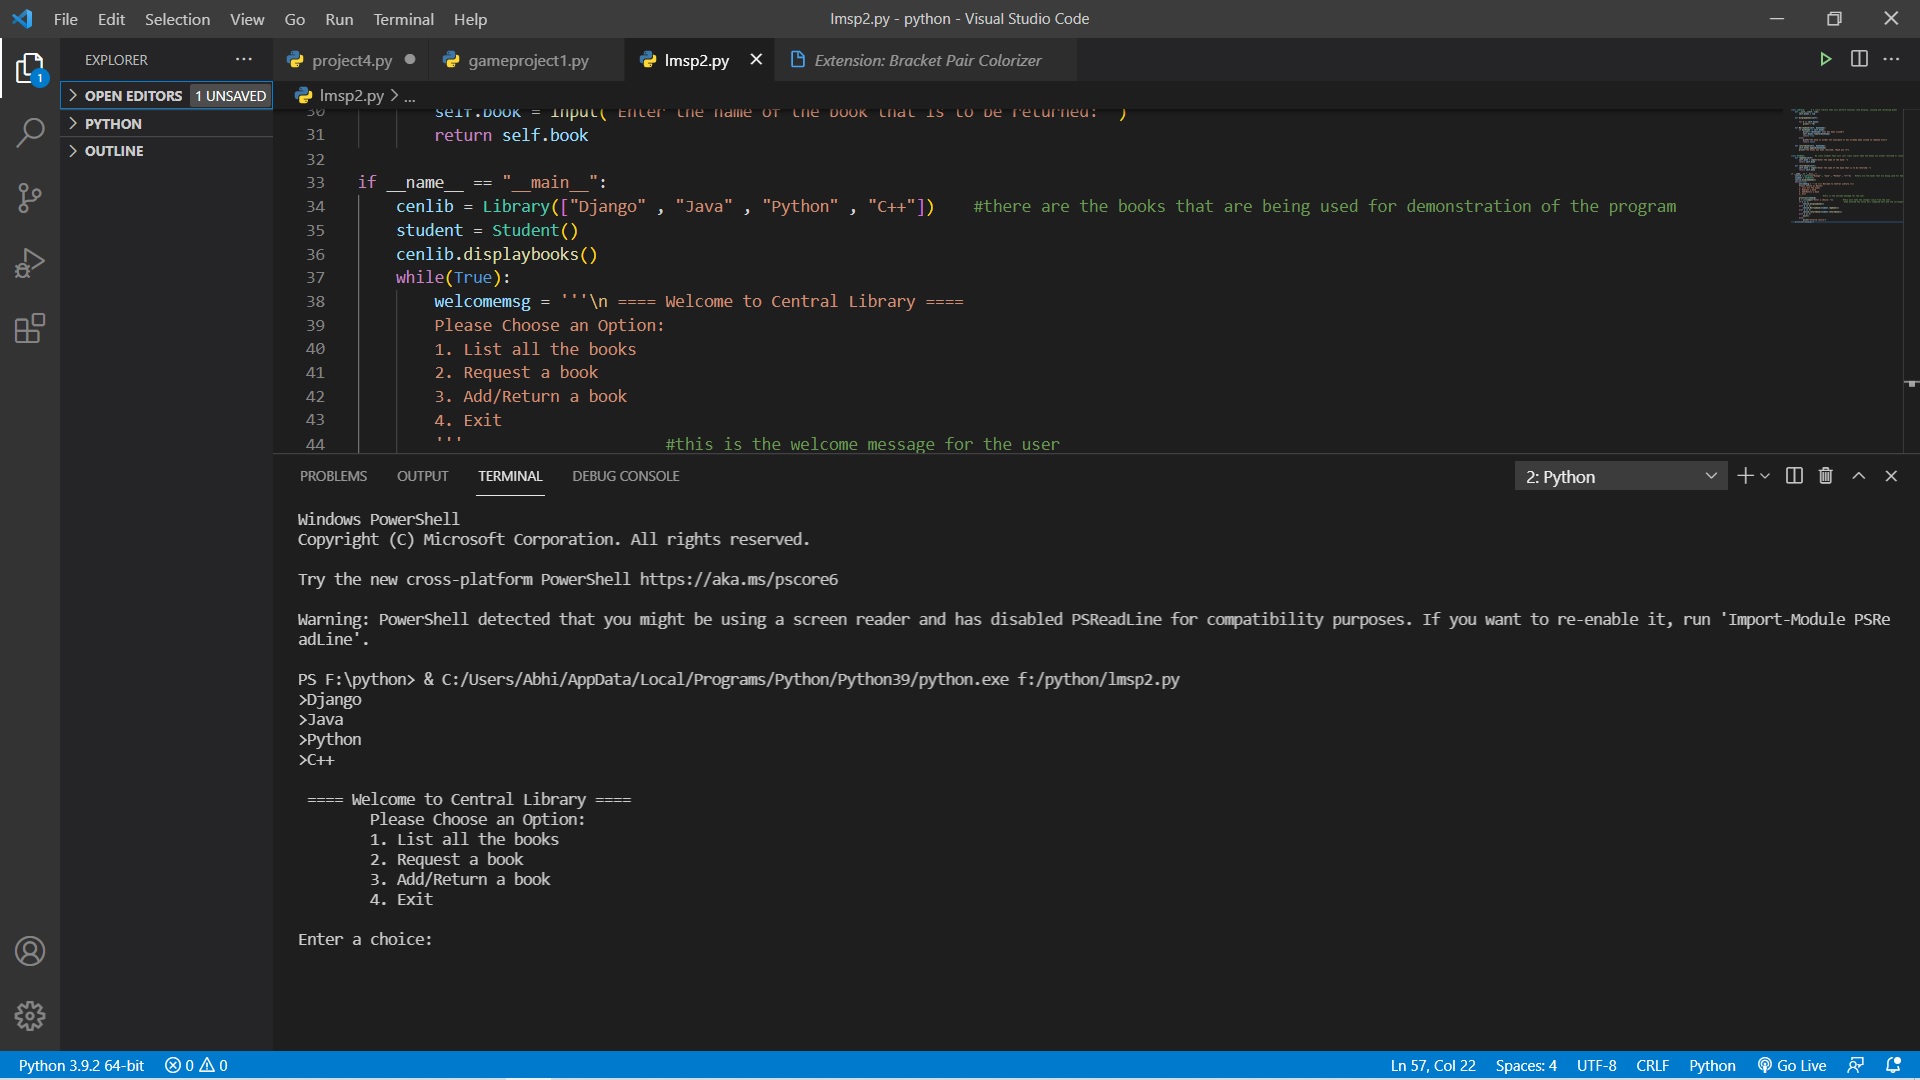 File Edit Selection View Go Run Terminal Help
lmsp2.py - python - Visual Studio Code
EXPLORER
project4.py
gameproject1.py
lmsp2.py
Extension: Bracket Pair Colorizer
OPEN EDITORS 1 UNSAVED
PYTHON
OUTLINE
lmsp2.py > ...
30 self.book = input("Enter the name of the book that is to be returned: ")
31 return self.book
32
33 if __name__ == "__main__":
34 cenlib = Library(["Django" , "Java" , "Python" , "C++"]) #there are the books that are being used for demonstration of the program
35 student = Student()
36 cenlib.displaybooks()
37 while(True):
38 welcomemsg = '''\n ==== Welcome to Central Library ====
39 Please Choose an Option:
40 1. List all the books
41 2. Request a book
42 3. Add/Return a book
43 4. Exit
44 ''' #this is the welcome message for the user
PROBLEMS OUTPUT TERMINAL DEBUG CONSOLE
2: Python
Windows PowerShell
Copyright (C) Microsoft Corporation. All rights reserved.
Try the new cross-platform PowerShell https://aka.ms/pscore6
Warning: PowerShell detected that you might be using a screen reader and has disabled PSReadLine for compatibility purposes. If you want to re-enable it, run 'Import-Module PSRe
adLine'.
PS F:\python> & C:/Users/Abhi/AppData/Local/Programs/Python/Python39/python.exe f:/python/lmsp2.py
>Django
>Java
>Python
>C++
==== Welcome to Central Library ====
Please Choose an Option:
1. List all the books
2. Request a book
3. Add/Return a book
4. Exit
Enter a choice:
1
Python 3.9.2 64-bit 0 0
Ln 57, Col 22 Spaces: 4 UTF-8 CRLF Python Go Live